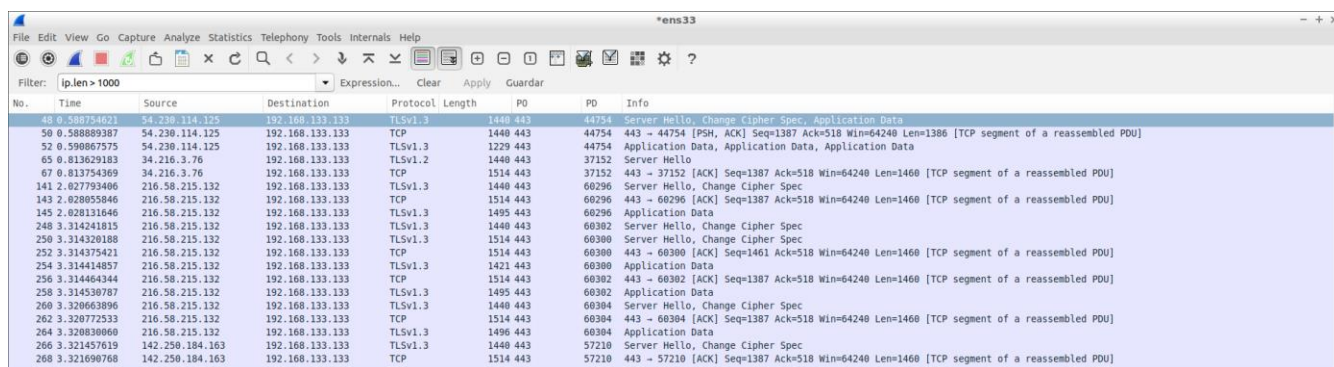 *ens33
File Edit View Go Capture Analyze Statistics Telephony Tools Internals Help
Filter: ip.len > 1000 Expression... Clear Apply Guardar
No. Time Source Destination Protocol Length PO PD Info
48 0.588754621 54.230.114.125 192.168.133.133 TLSv1.3 1440 443 44754 Server Hello, Change Cipher Spec, Application Data
50 0.588889387 54.230.114.125 192.168.133.133 TCP 1440 443 44754 443 → 44754 [PSH, ACK] Seq=1387 Ack=518 Win=64240 Len=1386 [TCP segment of a reassembled PDU]
52 0.590867575 54.230.114.125 192.168.133.133 TLSv1.3 1229 443 44754 Application Data, Application Data, Application Data
65 0.813629183 34.216.3.76 192.168.133.133 TLSv1.2 1440 443 37152 Server Hello
67 0.813754369 34.216.3.76 192.168.133.133 TCP 1514 443 37152 443 → 37152 [ACK] Seq=1387 Ack=518 Win=64240 Len=1460 [TCP segment of a reassembled PDU]
141 2.027793406 216.58.215.132 192.168.133.133 TLSv1.3 1440 443 60296 Server Hello, Change Cipher Spec
143 2.028055846 216.58.215.132 192.168.133.133 TCP 1514 443 60296 443 → 60296 [ACK] Seq=1387 Ack=518 Win=64240 Len=1460 [TCP segment of a reassembled PDU]
145 2.028131646 216.58.215.132 192.168.133.133 TLSv1.3 1495 443 60296 Application Data
248 3.314241815 216.58.215.132 192.168.133.133 TLSv1.3 1440 443 60302 Server Hello, Change Cipher Spec
250 3.314320188 216.58.215.132 192.168.133.133 TLSv1.3 1514 443 60300 Server Hello, Change Cipher Spec
252 3.314375421 216.58.215.132 192.168.133.133 TCP 1514 443 60300 443 → 60300 [ACK] Seq=1461 Ack=518 Win=64240 Len=1460 [TCP segment of a reassembled PDU]
254 3.314414857 216.58.215.132 192.168.133.133 TLSv1.3 1421 443 60300 Application Data
256 3.314464344 216.58.215.132 192.168.133.133 TCP 1514 443 60302 443 → 60302 [ACK] Seq=1387 Ack=518 Win=64240 Len=1460 [TCP segment of a reassembled PDU]
258 3.314530787 216.58.215.132 192.168.133.133 TLSv1.3 1495 443 60302 Application Data
260 3.320663896 216.58.215.132 192.168.133.133 TLSv1.3 1440 443 60304 Server Hello, Change Cipher Spec
262 3.320772533 216.58.215.132 192.168.133.133 TCP 1514 443 60304 443 → 60304 [ACK] Seq=1387 Ack=518 Win=64240 Len=1460 [TCP segment of a reassembled PDU]
264 3.320830060 216.58.215.132 192.168.133.133 TLSv1.3 1496 443 60304 Application Data
266 3.321457619 142.250.184.163 192.168.133.133 TLSv1.3 1440 443 57210 Server Hello, Change Cipher Spec
268 3.321690768 142.250.184.163 192.168.133.133 TCP 1514 443 57210 443 → 57210 [ACK] Seq=1387 Ack=518 Win=64240 Len=1460 [TCP segment of a reassembled PDU]